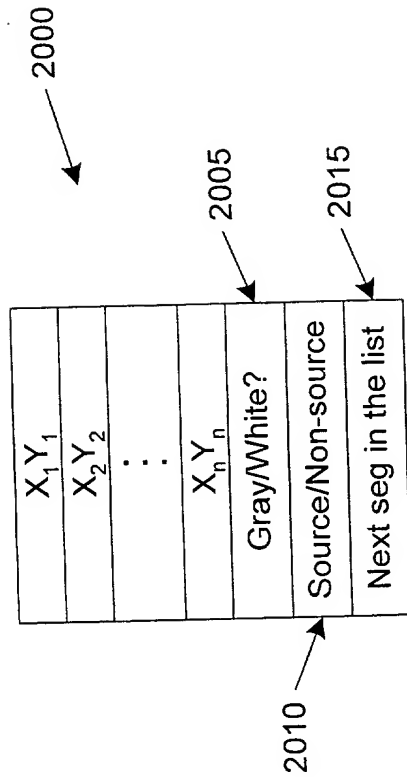 2000
X₁Y₁
X₂Y₂
⋮
XₙYₙ
Gray/White?
2005
Source/Non-source
2010
Next seg in the list
2015